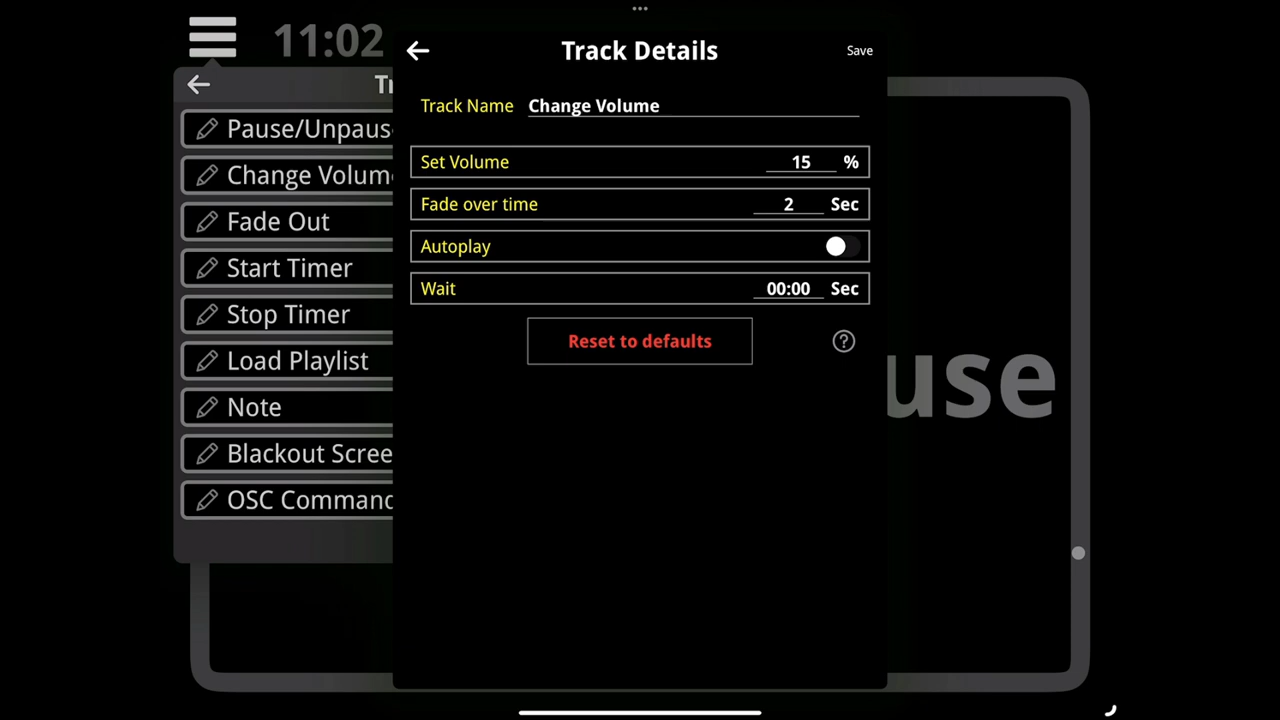 11:02
Track Details
Save
Track Name Change Volume
Set Volume 15 %
Fade over time 2 Sec
Autoplay
Wait 00:00 Sec
Reset to defaults ?
Tr
Pause/Unpaus
Change Volum
Fade Out
Start Timer
Stop Timer
Load Playlist
Note
Blackout Scree
OSC Command
use